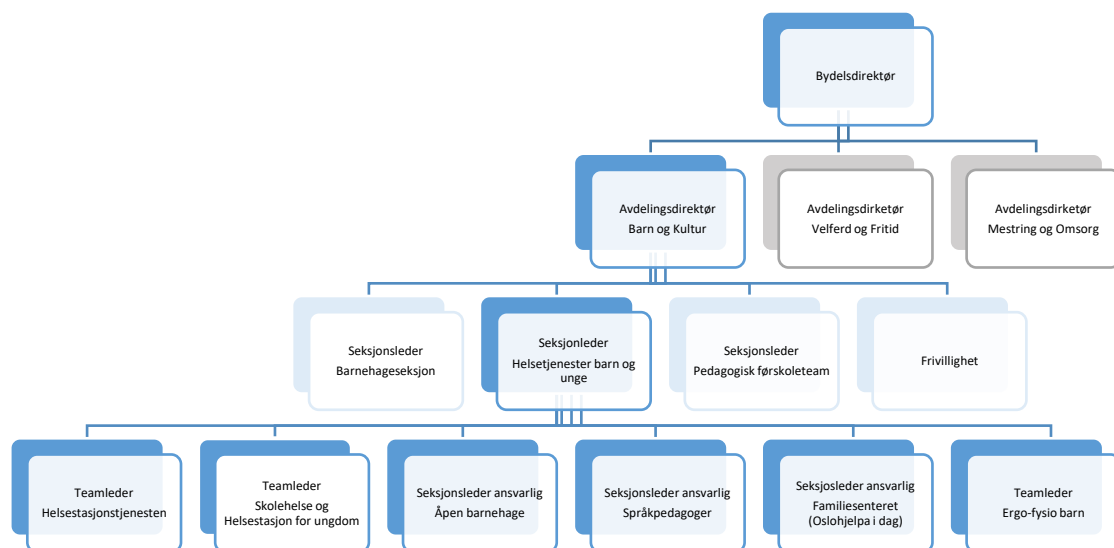 Bydelsdirektør
Avdelingsdirektør
Barn og Kultur
Avdelingsdirketør
Velferd og Fritid
Avdelingsdirketør
Mestring og Omsorg
Seksjonsleder
Barnehageseksjon
Seksjonleder
Helsetjenester barn og
unge
Seksjonsleder
Pedagogisk førskoleteam
Frivillighet
Teamleder
Helsestasjonstjenesten
Teamleder
Skolehelse og
Helsestasjon for ungdom
Seksjonsleder ansvarlig
Åpen barnehage
Seksjonsleder ansvarlig
Språkpedagoger
Seksjosleder ansvarlig
Familiesenteret
(Oslohjelpa i dag)
Teamleder
Ergo-fysio barn